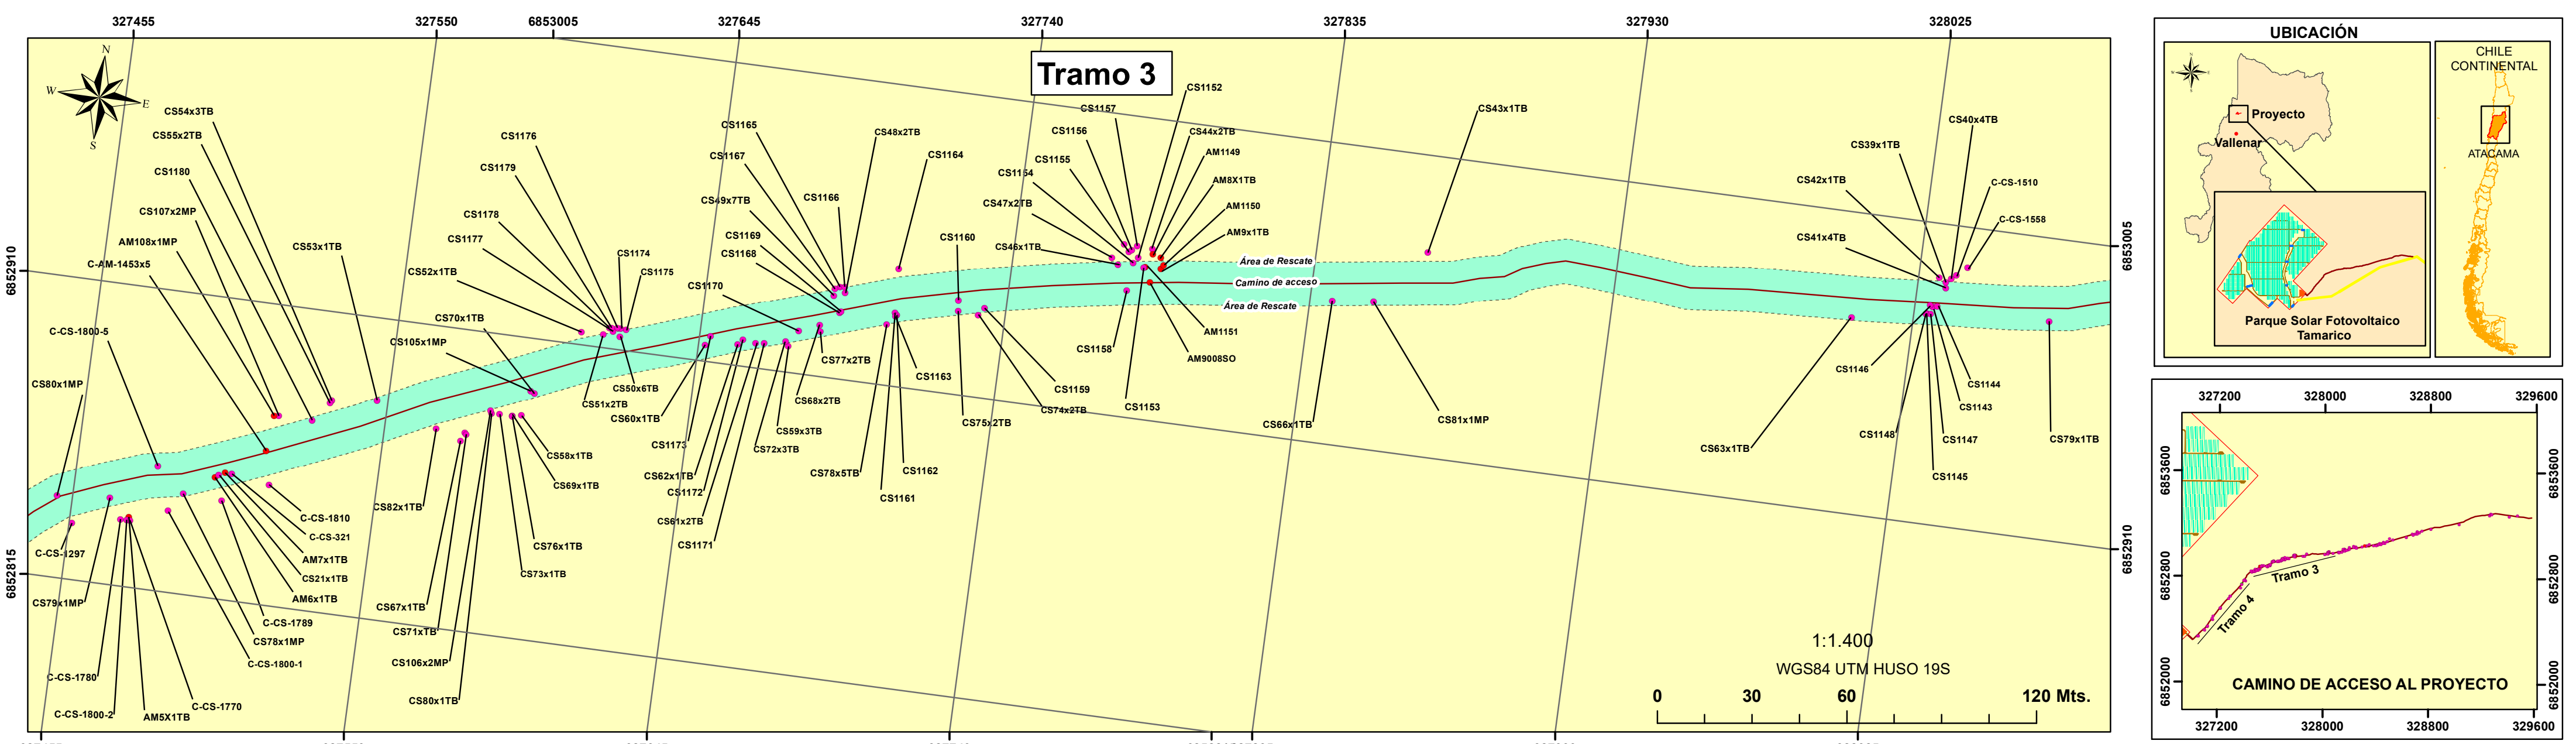 327455
327550
6853005
327645
327740
327835
327930
328025
Tramo 3
N
W
E
S
6852910
6852815
6853005
6852910
CS54x3TB
CS55x2TB
CS1180
CS107x2MP
AM108x1MP
C-AM-1453x5
C-CS-1800-5
CS80x1MP
CS53x1TB
CS1176
CS1179
CS1178
CS1177
CS52x1TB
CS1174
CS1175
CS70x1TB
CS105x1MP
CS1165
CS1167
CS49x7TB
CS1169
CS1168
CS1166
CS1170
CS48x2TB
CS1164
CS1160
CS1152
CS1157
CS1156
CS1155
CS1154
CS47x2TB
CS46x1TB
CS44x2TB
AM1149
AM8X1TB
AM1150
AM9x1TB
Área de Rescate
Camino de acceso
Área de Rescate
CS43x1TB
CS40x4TB
CS39x1TB
CS42x1TB
CS41x4TB
C-CS-1510
C-CS-1558
C-CS-1297
CS79x1MP
C-CS-1780
C-CS-1800-2
AM5X1TB
C-CS-1770
C-CS-1800-1
CS78x1MP
C-CS-1789
AM6x1TB
CS21x1TB
AM7x1TB
C-CS-321
C-CS-1810
CS82x1TB
CS67x1TB
CS71xTB
CS106x2MP
CS80x1TB
CS73x1TB
CS76x1TB
CS69x1TB
CS58x1TB
CS51x2TB
CS50x6TB
CS60x1TB
CS1173
CS62x1TB
CS1172
CS61x2TB
CS1171
CS72x3TB
CS59x3TB
CS68x2TB
CS77x2TB
CS78x5TB
CS1161
CS1162
CS1163
CS75x2TB
CS74x2TB
CS1159
CS1158
CS1153
AM9008SO
AM1151
CS66x1TB
CS81x1MP
CS63x1TB
CS1146
CS1148
CS1145
CS1147
CS1143
CS1144
CS79x1TB
1:1.400
WGS84 UTM HUSO 19S
0 30 60 120 Mts.
UBICACIÓN
Proyecto
Vallenar
Parque Solar Fotovoltaico
Tamarico
CHILE
CONTINENTAL
ATACAMA
327200 328000 328800 329600
6853600
6852800
6852000
6853600
6852800
6852000
Tramo 3
Tramo 4
CAMINO DE ACCESO AL PROYECTO
327200 328000 328800 329600